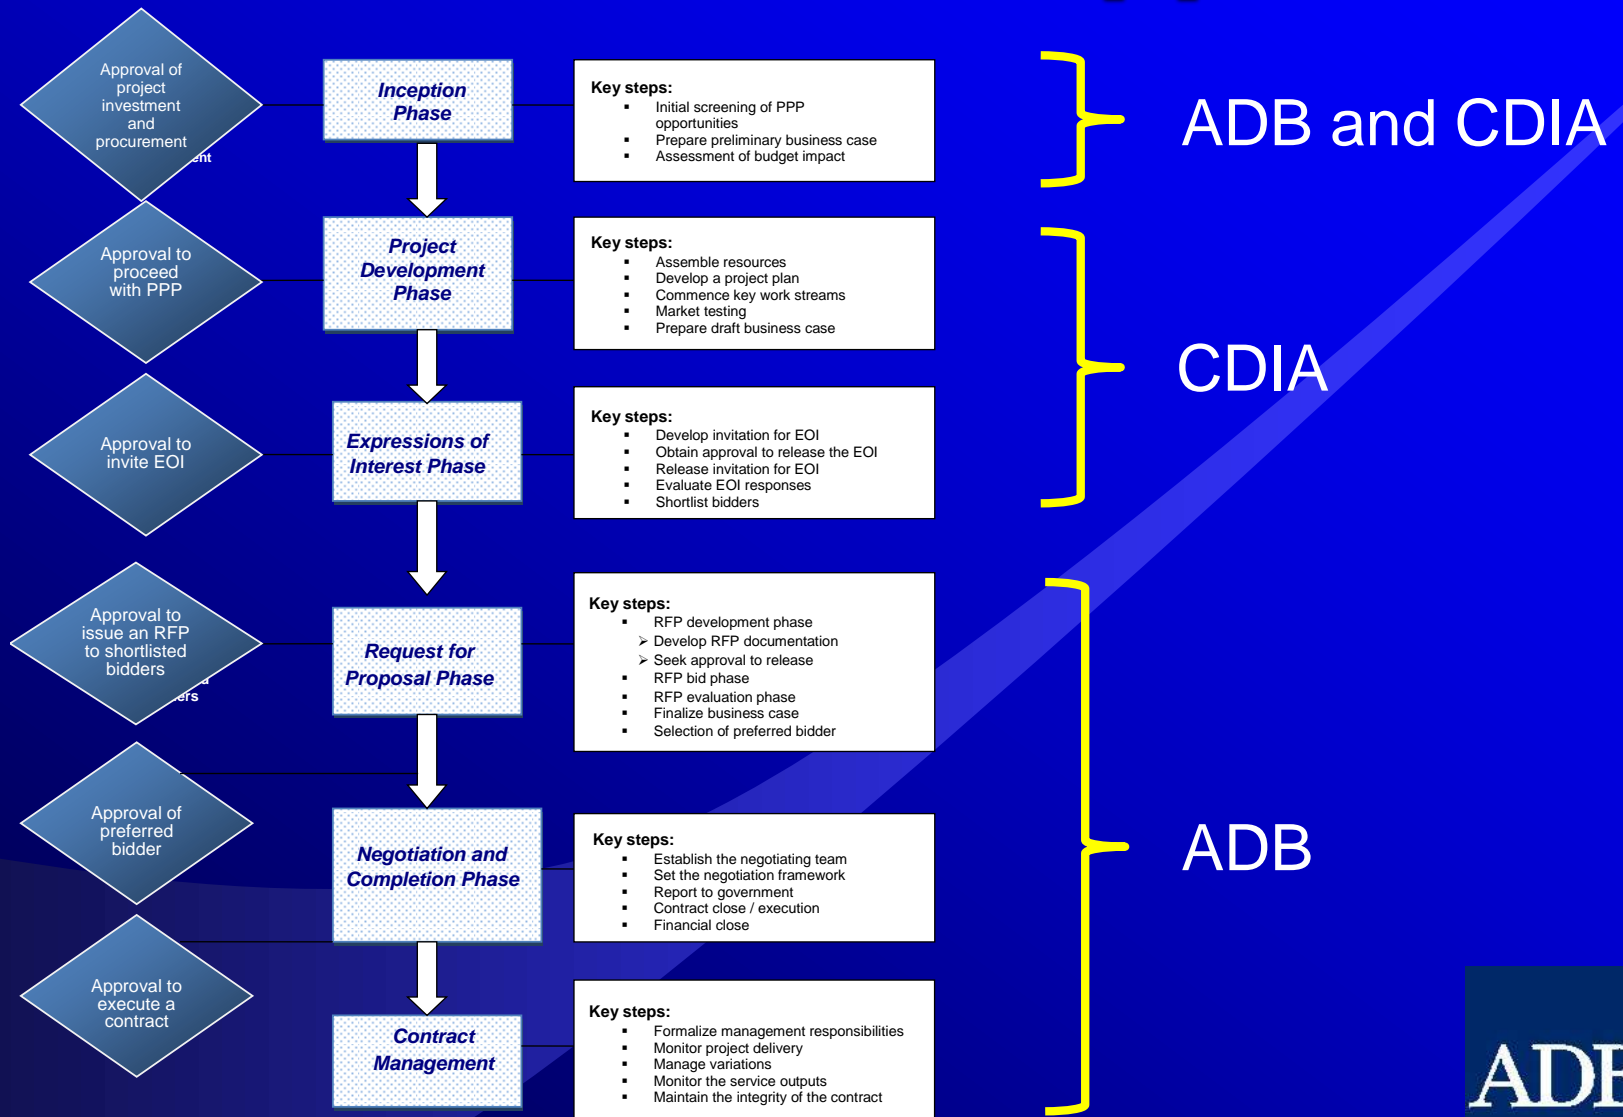 Approval of
project
investment
and
procurement
ent
Inception
Phase
Key steps:
▪ Initial screening of PPP
opportunities
▪ Prepare preliminary business case
▪ Assessment of budget impact
ADB and CDIA
Approval to
proceed
with PPP
Project
Development
Phase
Key steps:
▪ Assemble resources
▪ Develop a project plan
▪ Commence key work streams
▪ Market testing
▪ Prepare draft business case
CDIA
Approval to
invite EOI
Expressions of
Interest Phase
Key steps:
▪ Develop invitation for EOI
▪ Obtain approval to release the EOI
▪ Release invitation for EOI
▪ Evaluate EOI responses
▪ Shortlist bidders
Approval to
issue an RFP
to shortlisted
bidders
ers
Request for
Proposal Phase
Key steps:
▪ RFP development phase
➢ Develop RFP documentation
➢ Seek approval to release
▪ RFP bid phase
▪ RFP evaluation phase
▪ Finalize business case
▪ Selection of preferred bidder
Approval of
preferred
bidder
Negotiation and
Completion Phase
Key steps:
▪ Establish the negotiating team
▪ Set the negotiation framework
▪ Report to government
▪ Contract close / execution
▪ Financial close
ADB
Approval to
execute a
contract
Contract
Management
Key steps:
▪ Formalize management responsibilities
▪ Monitor project delivery
▪ Manage variations
▪ Monitor the service outputs
▪ Maintain the integrity of the contract
ADB